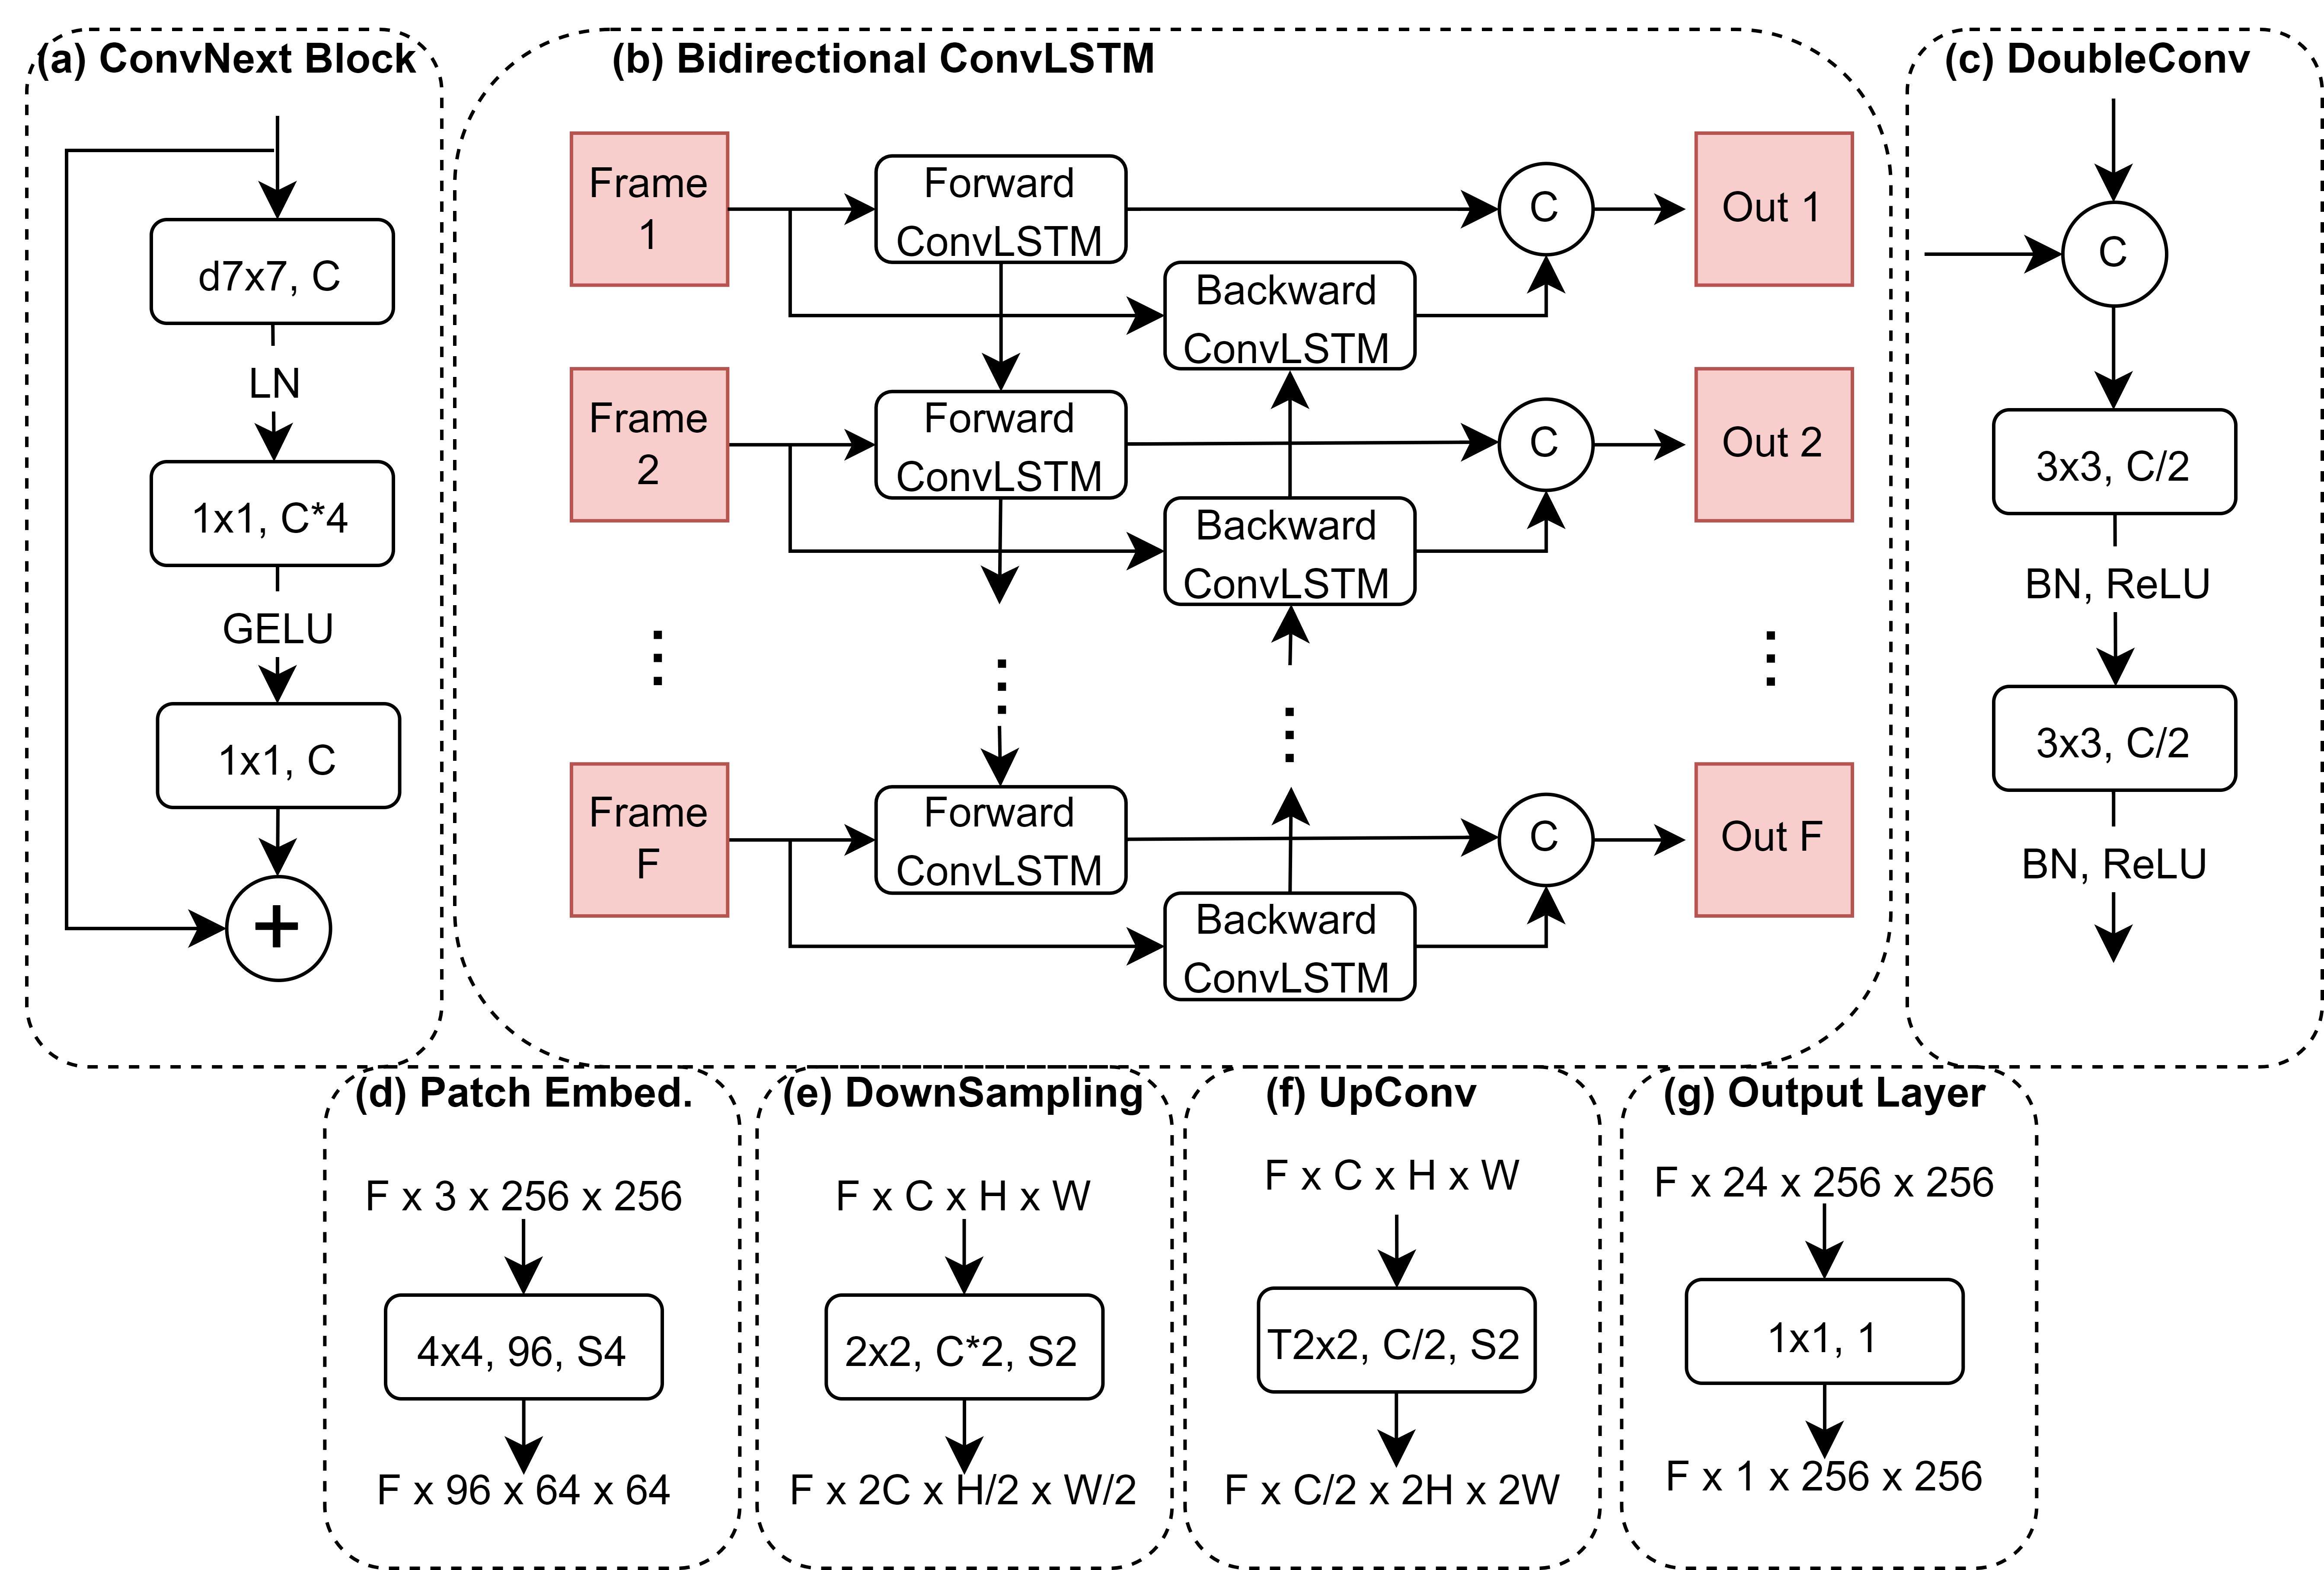 (a) ConvNext Block
d7x7, C
LN
1x1, C*4
GELU
1x1, C
+
(b) Bidirectional ConvLSTM
Frame
1
Forward
ConvLSTM
C
Out 1
Backward
ConvLSTM
Frame
2
Forward
ConvLSTM
C
Out 2
Backward
ConvLSTM
Frame
F
Forward
ConvLSTM
C
Out F
Backward
ConvLSTM
(c) DoubleConv
C
3x3, C/2
BN, ReLU
3x3, C/2
BN, ReLU
(d) Patch Embed.
F x 3 x 256 x 256
4x4, 96, S4
F x 96 x 64 x 64
(e) DownSampling
F x C x H x W
2x2, C*2, S2
F x 2C x H/2 x W/2
(f) UpConv
F x C x H x W
T2x2, C/2, S2
F x C/2 x 2H x 2W
(g) Output Layer
F x 24 x 256 x 256
1x1, 1
F x 1 x 256 x 256